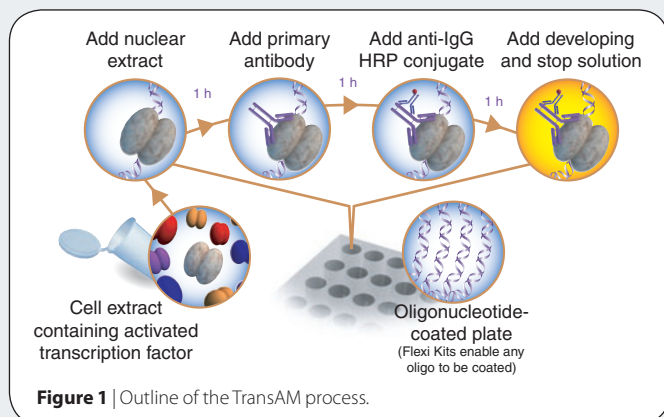 Add nuclear
extract
Add primary
antibody
Add anti-IgG
HRP conjugate
Add developing
and stop solution
1 h
1 h
1 h
Cell extract
containing activated
transcription factor
Oligonucleotide-
coated plate
(Flexi Kits enable any
oligo to be coated)
Figure 1 | Outline of the TransAM process.